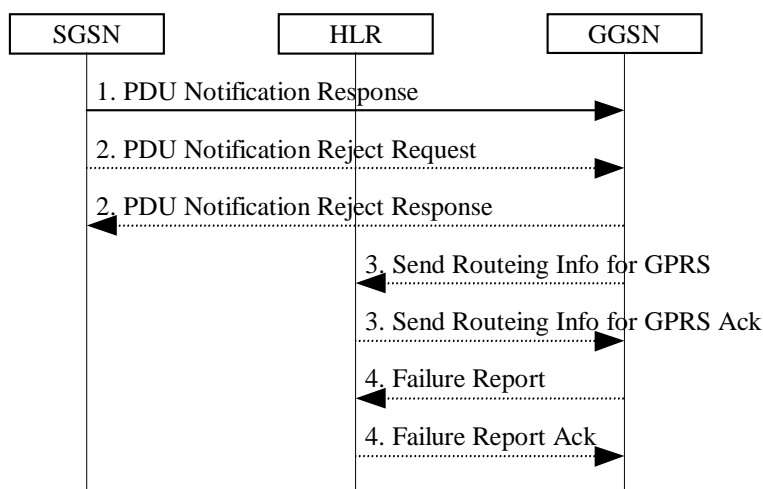 SGSN HLR GGSN
1. PDU Notification Response
2. PDU Notification Reject Request
2. PDU Notification Reject Response
3. Send Routeing Info for GPRS
3. Send Routeing Info for GPRS Ack
4. Failure Report
4. Failure Report Ack